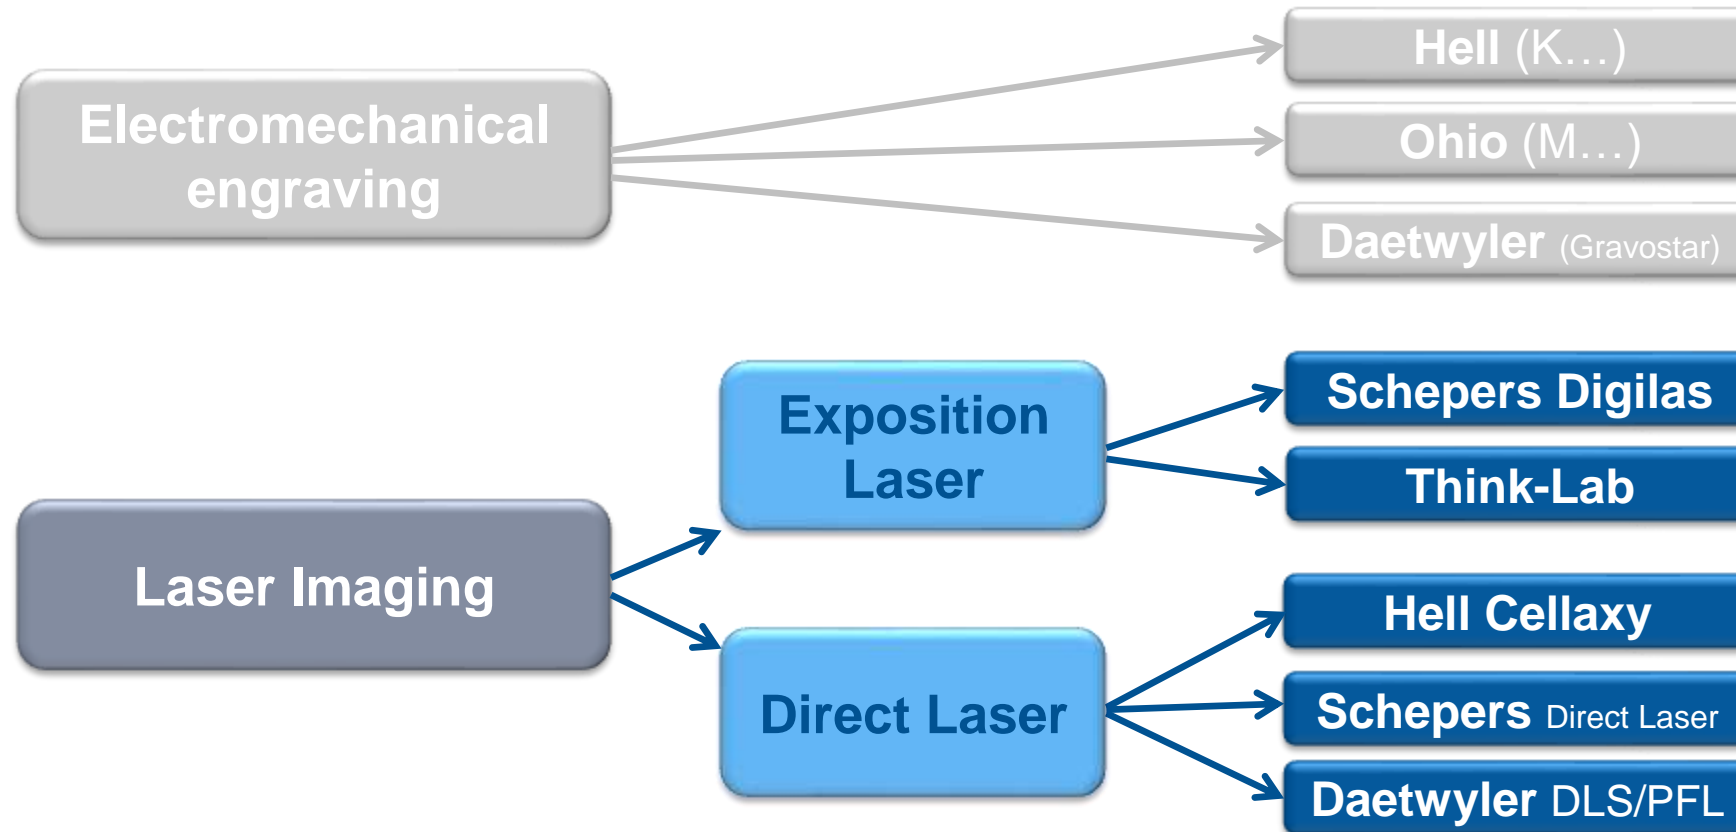 Electromechanical
engraving
Hell (K…)
Ohio (M…)
Daetwyler (Gravostar)
Laser Imaging
Exposition
Laser
Schepers Digilas
Think-Lab
Direct Laser
Hell Cellaxy
Schepers Direct Laser
Daetwyler DLS/PFL